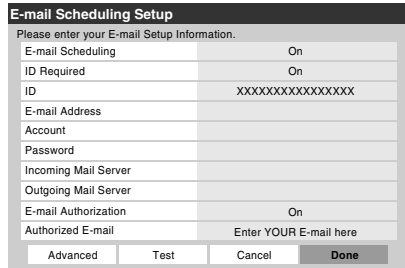 E-mail Scheduling Setup
Please enter your E-mail Setup Information.
E-mail Scheduling On
ID Required On
ID XXXXXXXXXXXXXXXX
E-mail Address
Account
Password
Incoming Mail Server
Outgoing Mail Server
E-mail Authorization On
Authorized E-mail Enter YOUR E-mail here
Advanced Test Cancel Done